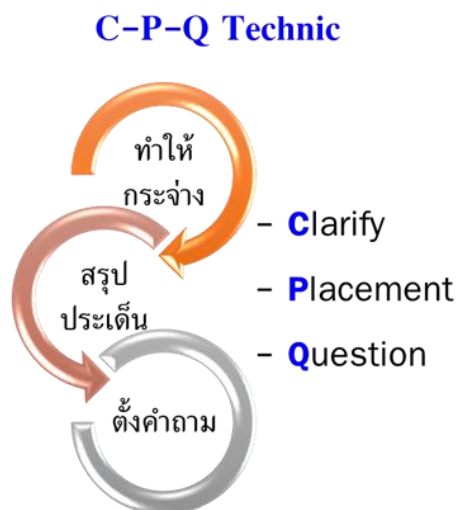 C-P-Q Technic
ทำให้
กระจ่าง
- Clarify
สรุป
ประเด็น
- Placement
- Question
ตั้งคำถาม